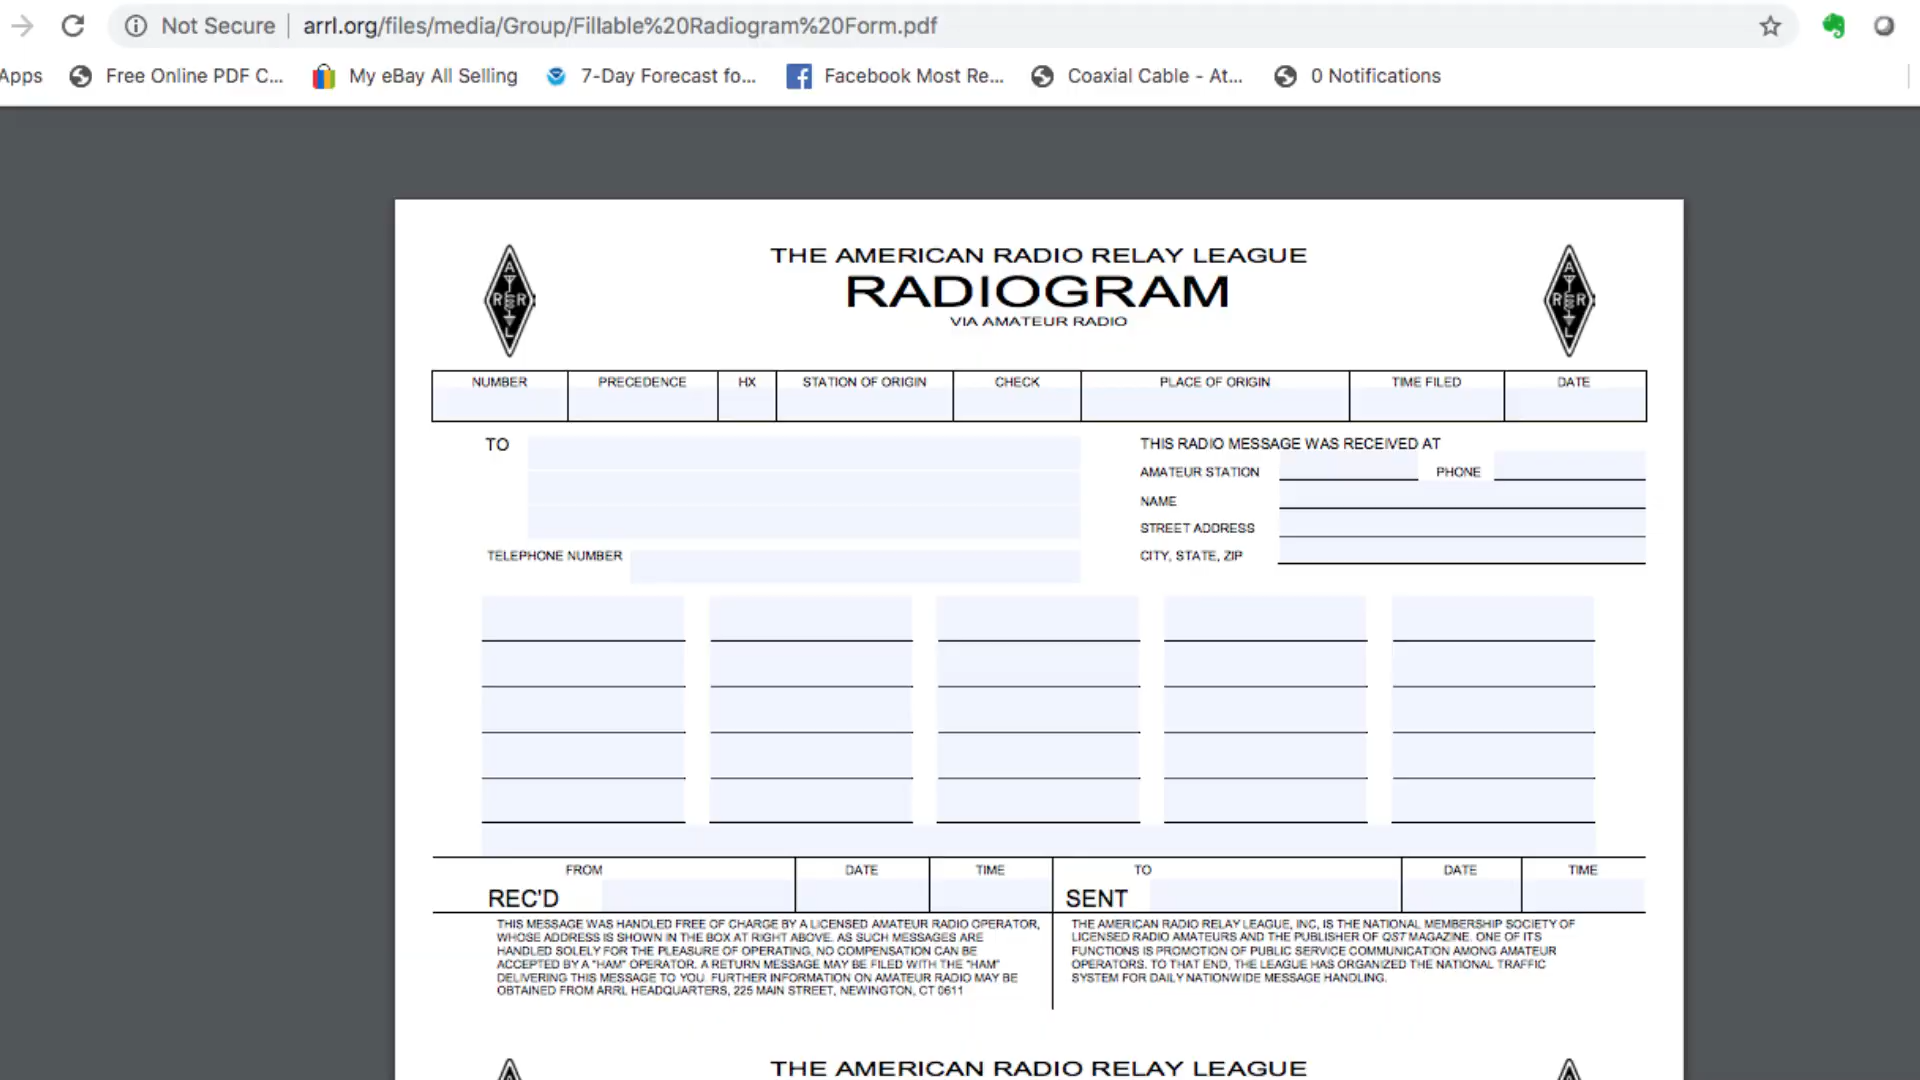 Not Secure arrl.org/files/media/Group/Fillable%20Radiogram%20Form.pdf
Apps Free Online PDF C... My eBay All Selling 7-Day Forecast fo... Facebook Most Re... Coaxial Cable - At... 0 Notifications
THE AMERICAN RADIO RELAY LEAGUE
RADIOGRAM
VIA AMATEUR RADIO
A R R L
A R R L
NUMBER PRECEDENCE HX STATION OF ORIGIN CHECK PLACE OF ORIGIN TIME FILED DATE
TO
TELEPHONE NUMBER
THIS RADIO MESSAGE WAS RECEIVED AT
AMATEUR STATION PHONE
NAME
STREET ADDRESS
CITY, STATE, ZIP
FROM DATE TIME TO DATE TIME
REC'D SENT
THIS MESSAGE WAS HANDLED FREE OF CHARGE BY A LICENSED AMATEUR RADIO OPERATOR,
WHOSE ADDRESS IS SHOWN IN THE BOX AT RIGHT ABOVE. AS SUCH MESSAGES ARE
HANDLED SOLELY FOR THE PLEASURE OF OPERATING, NO COMPENSATION CAN BE
ACCEPTED BY A "HAM" OPERATOR. A RETURN MESSAGE MAY BE FILED WITH THE "HAM"
DELIVERING THIS MESSAGE TO YOU. FURTHER INFORMATION ON AMATEUR RADIO MAY BE
OBTAINED FROM ARRL HEADQUARTERS, 225 MAIN STREET, NEWINGTON, CT 0611
THE AMERICAN RADIO RELAY LEAGUE, INC, IS THE NATIONAL MEMBERSHIP SOCIETY OF
LICENSED RADIO AMATEURS AND THE PUBLISHER OF QST MAGAZINE. ONE OF ITS
FUNCTIONS IS PROMOTION OF PUBLIC SERVICE COMMUNICATION AMONG AMATEUR
OPERATORS. TO THAT END, THE LEAGUE HAS ORGANIZED THE NATIONAL TRAFFIC
SYSTEM FOR DAILY NATIONWIDE MESSAGE HANDLING.
THE AMERICAN RADIO RELAY LEAGUE
A
A